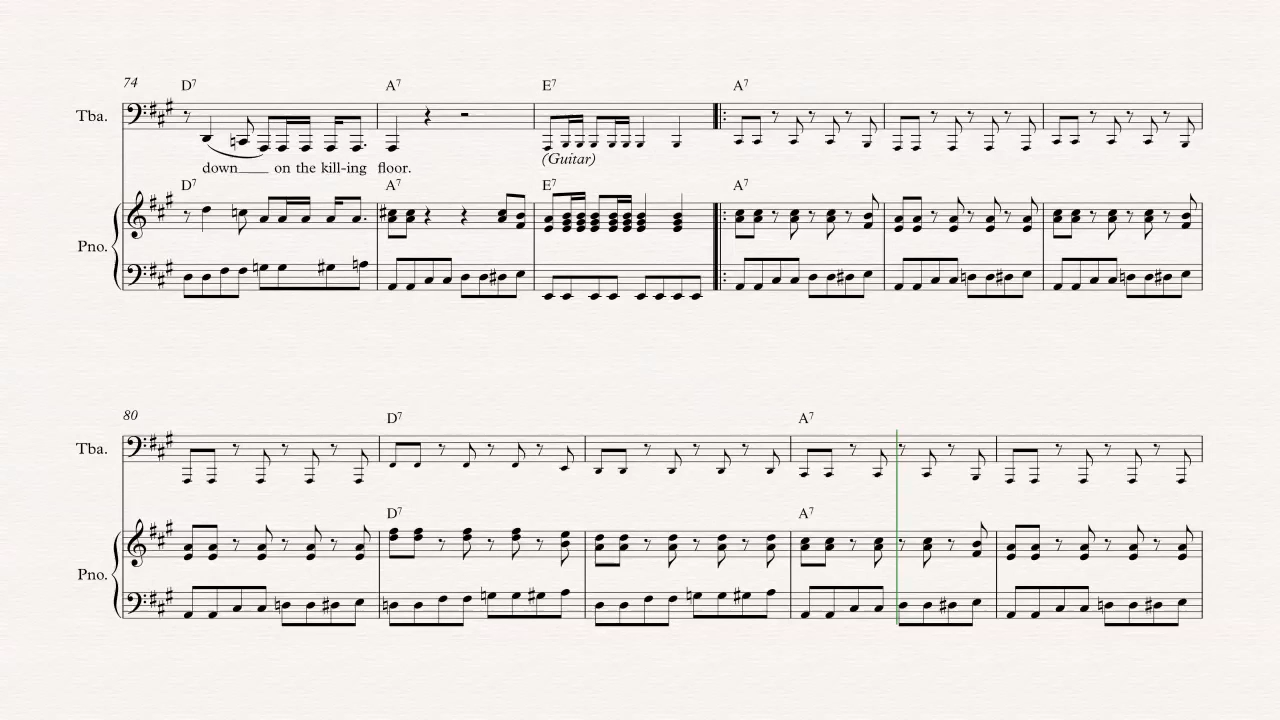 74
D7 A7 E7 A7
Tba.
(Guitar)
down____ on the kill-ing floor.
D7 A7 E7 A7
Pno.
80
D7 A7
Tba.
D7 A7
Pno.